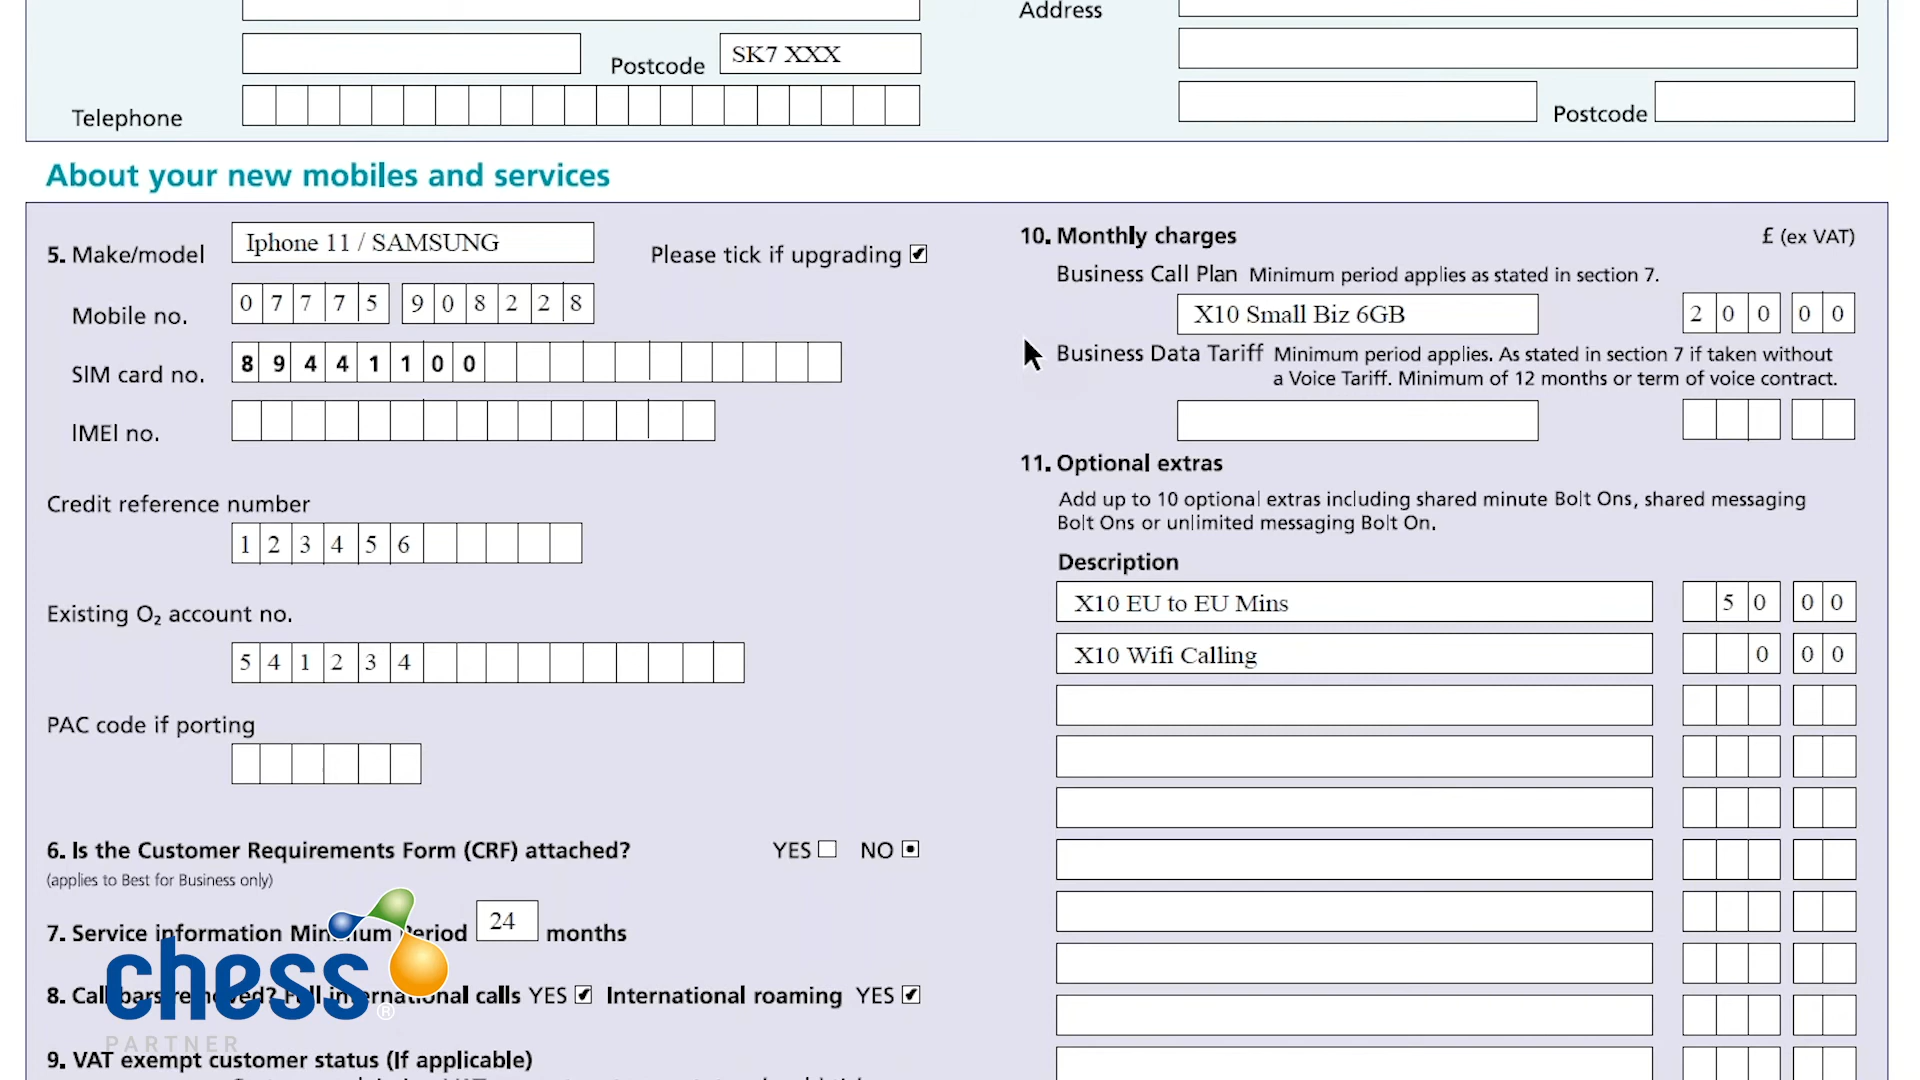 Address
Postcode SK7 XXX
Telephone
Postcode
About your new mobiles and services
5. Make/model Iphone 11 / SAMSUNG Please tick if upgrading
Mobile no. 07775 908228
SIM card no. 89441100
IMEI no.
Credit reference number
123456
Existing O₂ account no.
541234
PAC code if porting
6. Is the Customer Requirements Form (CRF) attached? YES NO
(applies to Best for Business only)
7. Service information Minimum Period 24 months
8. Call bars removed? Full international calls YES International roaming YES
9. VAT exempt customer status (If applicable)
10. Monthly charges £ (ex VAT)
Business Call Plan Minimum period applies as stated in section 7.
X10 Small Biz 6GB 200 00
Business Data Tariff Minimum period applies. As stated in section 7 if taken without
a Voice Tariff. Minimum of 12 months or term of voice contract.
11. Optional extras
Add up to 10 optional extras including shared minute Bolt Ons, shared messaging
Bolt Ons or unlimited messaging Bolt On.
Description
X10 EU to EU Mins 50 00
X10 Wifi Calling 0 00
chess®
PARTNER